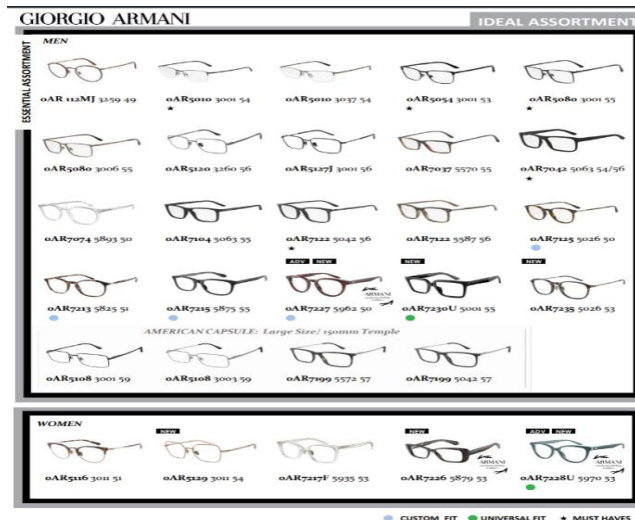 GIORGIO ARMANI
IDEAL ASSORTMENT
ESSENTIAL ASSORTMENT
MEN
0AR 112MJ 3259 49
0AR5010 3001 54
0AR5010 3037 54
0AR5054 3001 53
0AR5080 3001 55
0AR5080 3006 55
0AR5120 3260 56
0AR5127J 3001 56
0AR7037 5570 55
0AR7042 5063 54/56
0AR7074 5893 50
0AR7104 5063 55
0AR7122 5042 56
0AR7122 5587 56
0AR7125 5026 50
ADV NEW
NEW
NEW
0AR7213 5825 51
0AR7215 5875 55
0AR7227 5962 50
ARMANI
0AR7230U 5001 55
0AR7235 5026 53
AMERICAN CAPSULE: Large Size/ 150mm Temple
0AR5108 3001 59
0AR5108 3003 59
0AR7199 5572 57
0AR7199 5042 57
WOMEN
NEW
NEW
ADV NEW
0AR5116 3011 51
0AR5129 3011 54
0AR7217F 5935 53
0AR7226 5879 53
ARMANI
0AR7228U 5970 53
ARMANI
CUSTOM FIT
UNIVERSAL FIT
★ MUST HAVES